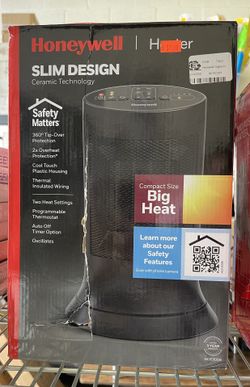 Honeywell
SLIM DESIGN
Ceramic Technology
Safety
Matters™
360° Tip-Over
Protection
2x Overheat
Protection*
Cool Touch
Plastic Housing
Thermal
Insulated Wiring
Two Heat Settings
Programmable
Thermostat
Auto Off
Timer Option
Oscillates
Honeywell
Compact Size
Big
Heat
Learn more
about our
Safety
Features